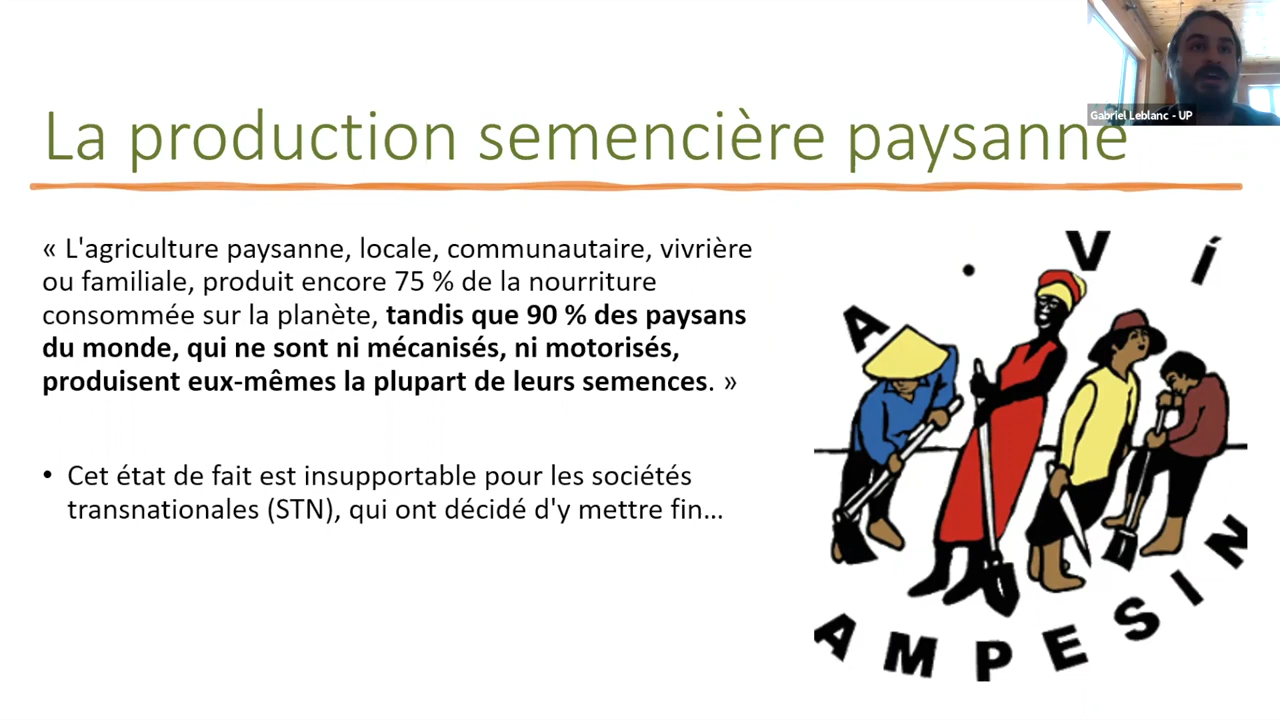 Gabriel Leblanc - UP
La production semencière paysanne
« L'agriculture paysanne, locale, communautaire, vivrière
ou familiale, produit encore 75 % de la nourriture
consommée sur la planète, tandis que 90 % des paysans
du monde, qui ne sont ni mécanisés, ni motorisés,
produisent eux-mêmes la plupart de leurs semences. »
• Cet état de fait est insupportable pour les sociétés
transnationales (STN), qui ont décidé d'y mettre fin...
A • VÍ
AMPESIN